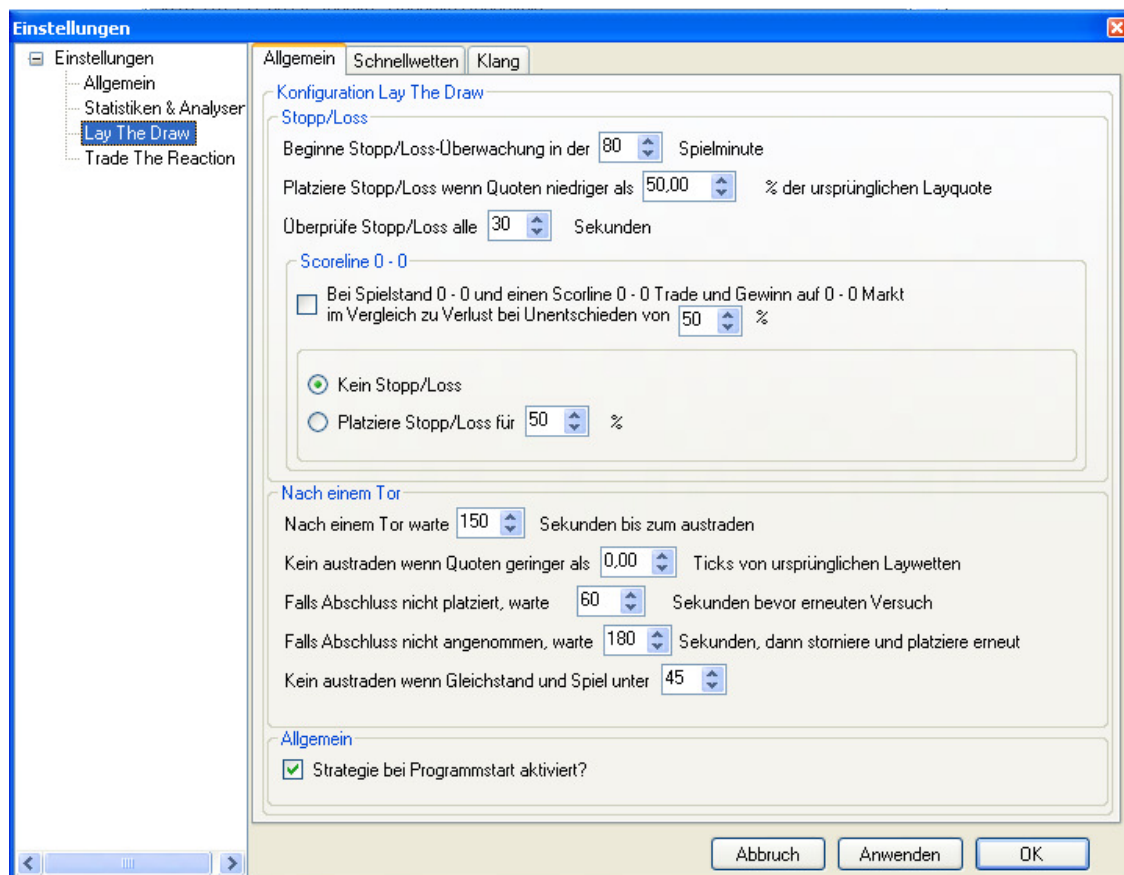 Einstellungen
Einstellungen
Allgemein
Statistiken & Analyser
Lay The Draw
Trade The Reaction
Allgemein Schnellwetten Klang
Konfiguration Lay The Draw
Stopp/Loss
Beginne Stopp/Loss-Überwachung in der 80 Spielminute
Platziere Stopp/Loss wenn Quoten niedriger als 50,00 % der ursprünglichen Layquote
Überprüfe Stopp/Loss alle 30 Sekunden
Scoreline 0 - 0
Bei Spielstand 0 - 0 und einen Scorline 0 - 0 Trade und Gewinn auf 0 - 0 Markt
im Vergleich zu Verlust bei Unentschieden von 50 %
Kein Stopp/Loss
Platziere Stopp/Loss für 50 %
Nach einem Tor
Nach einem Tor warte 150 Sekunden bis zum austraden
Kein austraden wenn Quoten geringer als 0,00 Ticks von ursprünglichen Laywetten
Falls Abschluss nicht platziert, warte 60 Sekunden bevor erneuten Versuch
Falls Abschluss nicht angenommen, warte 180 Sekunden, dann storniere und platziere erneut
Kein austraden wenn Gleichstand und Spiel unter 45
Allgemein
Strategie bei Programmstart aktiviert?
Abbruch Anwenden OK